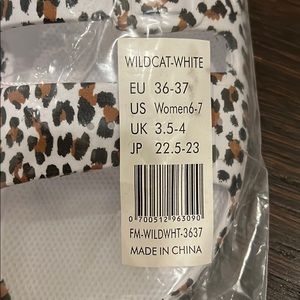 WILDCAT-WHITE
EU 36-37
US Women6-7
UK 3.5-4
JP 22.5-23
0 700512 963090
FM-WILDWHT-3637
MADE IN CHINA